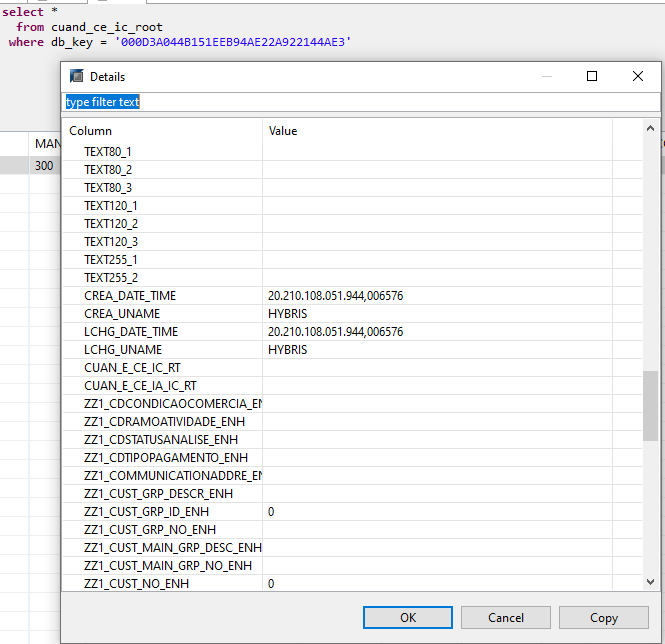 select *
from cuand_ce_ic_root
where db_key = '000D3A044B151EEB94AE22A922144AE3'
Details
type filter text
Column Value
MAN
300
TEXT80_1
TEXT80_2
TEXT80_3
TEXT120_1
TEXT120_2
TEXT120_3
TEXT255_1
TEXT255_2
CREA_DATE_TIME 20.210.108.051.944,006576
CREA_UNAME HYBRIS
LCHG_DATE_TIME 20.210.108.051.944,006576
LCHG_UNAME HYBRIS
CUAN_E_CE_IC_RT
CUAN_E_CE_IA_IC_RT
ZZ1_CDCONDICAOCOMERCIA_EN
ZZ1_CDRAMOATIVIDADE_ENH
ZZ1_CDSTATUSANALISE_ENH
ZZ1_CDTIPOPAGAMENTO_ENH
ZZ1_COMMUNICATIONADDRE_EN
ZZ1_CUST_GRP_DESCR_ENH
ZZ1_CUST_GRP_ID_ENH 0
ZZ1_CUST_GRP_NO_ENH
ZZ1_CUST_MAIN_GRP_DESC_ENH
ZZ1_CUST_MAIN_GRP_NO_ENH
ZZ1_CUST_NO_ENH 0
OK Cancel Copy